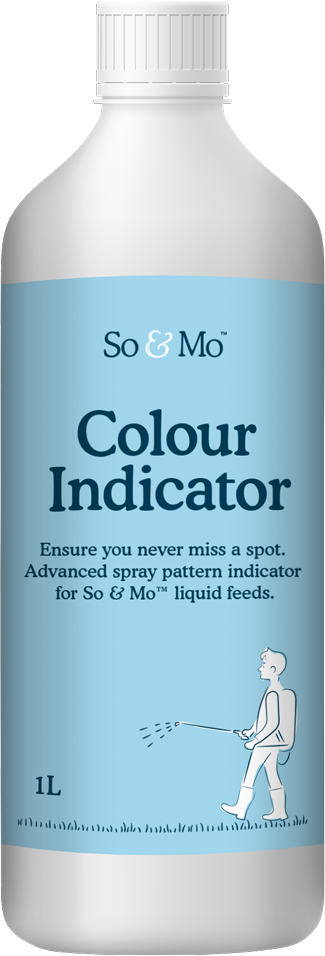 So & Mo™
Colour
Indicator
Ensure you never miss a spot.
Advanced spray pattern indicator
for So & Mo™ liquid feeds.
1L